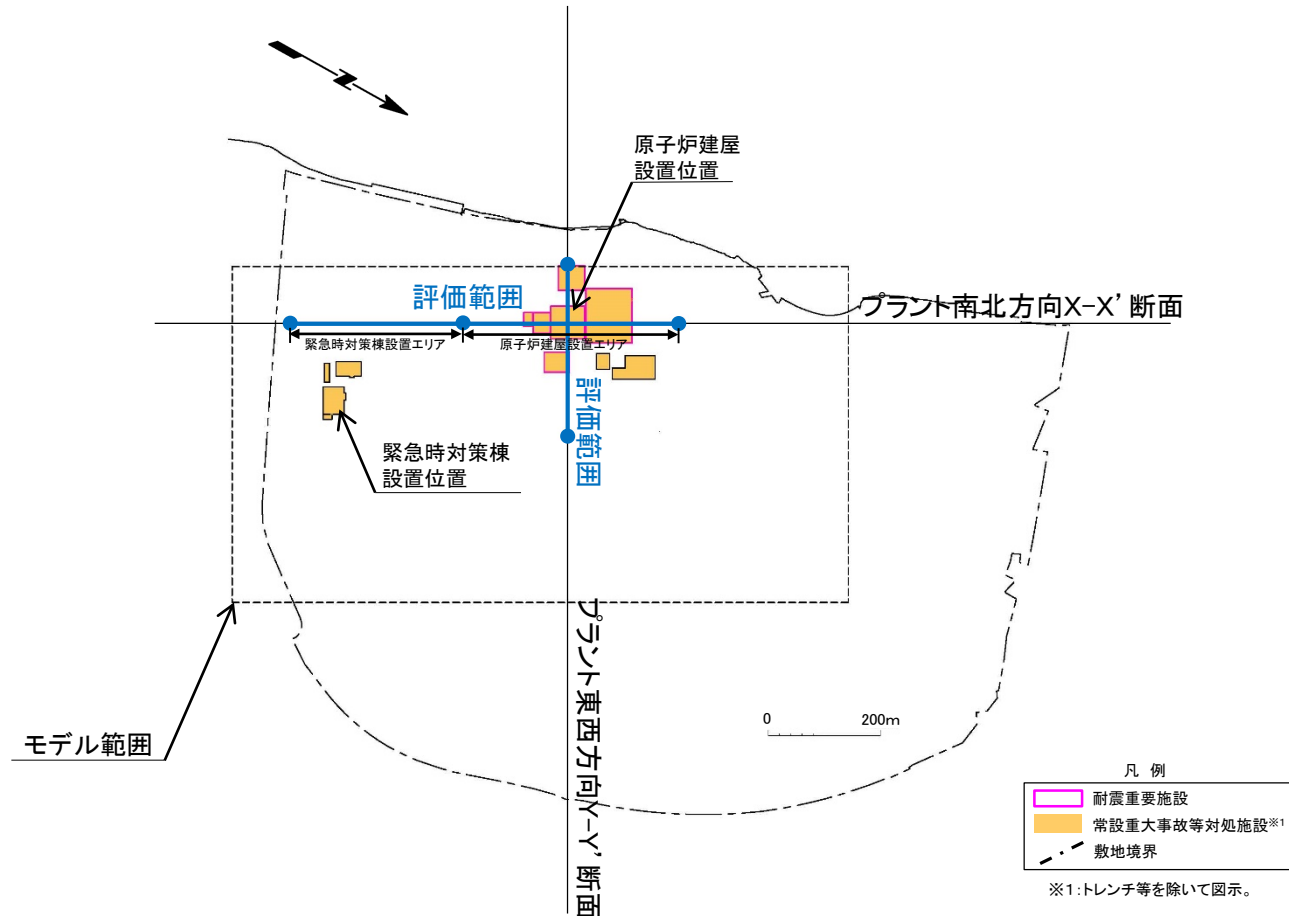 原子炉建屋
設置位置
評価範囲
プラント南北方向X-X’断面
緊急時対策棟設置エリア
原子炉建屋設置エリア
評価範囲
緊急時対策棟
設置位置
プラント東西方向Y-Y’断面
モデル範囲
0 200m
凡 例
耐震重要施設
常設重大事故等対処施設※1
敷地境界
※1:トレンチ等を除いて図示。